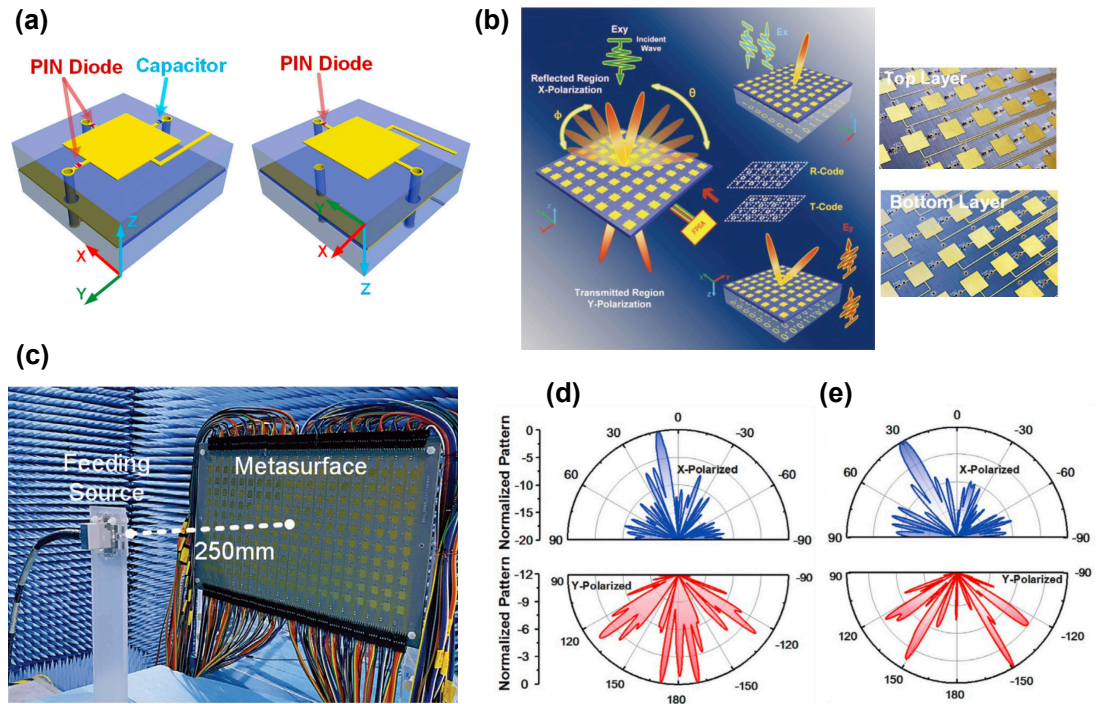 (a)
PIN Diode
Capacitor
PIN Diode
Z
X
Y
Y
X
Z
(b)
Exy
Incident
Wave
Reflected Region
X-Polarization
Φ
θ
Ex
R-Code
T-Code
FPGA
Ey
Transmitted Region
Y-Polarization
Top Layer
Bottom Layer
(c)
Feeding
Source
Metasurface
250mm
(d)
Normalized Pattern
0
-5
-10
-15
-20
0
30
-30
60
-60
90
-90
X-Polarized
Normalized Pattern
-12
-9
-6
-3
0
90
-90
Y-Polarized
120
-120
150
-150
180
(e)
0
30
-30
60
-60
90
-90
X-Polarized
90
-90
Y-Polarized
120
-120
150
-150
180